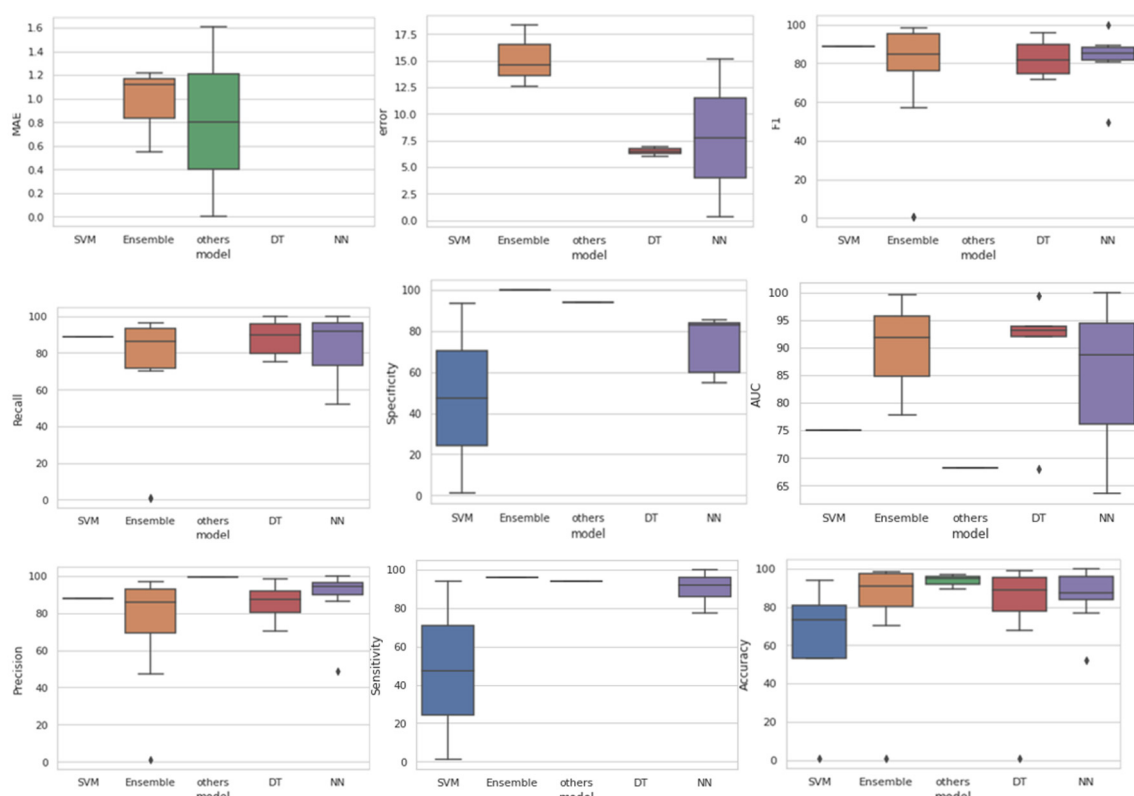 MAE
1.6
1.4
1.2
1.0
0.8
0.6
0.4
0.2
0.0
SVM Ensemble others DT NN
model
error
17.5
15.0
12.5
10.0
7.5
5.0
2.5
0.0
SVM Ensemble others DT NN
model
F1
100
80
60
40
20
0
SVM Ensemble others DT NN
model
Recall
100
80
60
40
20
0
SVM Ensemble others DT NN
model
Specificity
100
80
60
40
20
0
SVM Ensemble others DT NN
model
AUC
100
95
90
85
80
75
70
65
SVM Ensemble others DT NN
model
Precision
100
80
60
40
20
0
SVM Ensemble others DT NN
model
Sensitivity
100
80
60
40
20
0
SVM Ensemble others DT NN
model
Accuracy
100
80
60
40
20
0
SVM Ensemble others DT NN
model